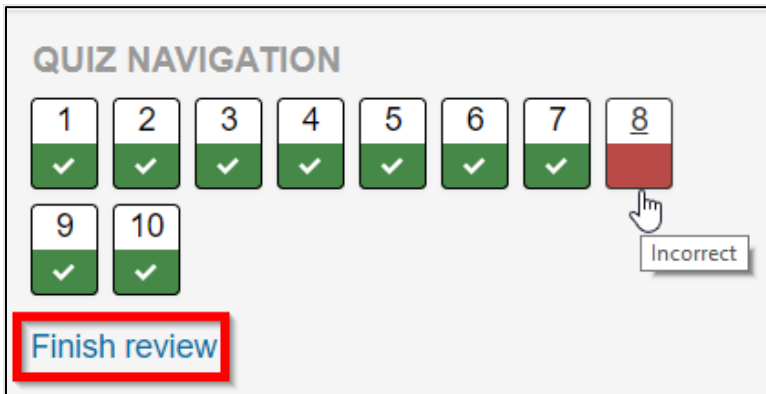 QUIZ NAVIGATION
1 2 3 4 5 6 7 8
9 10
Incorrect
Finish review